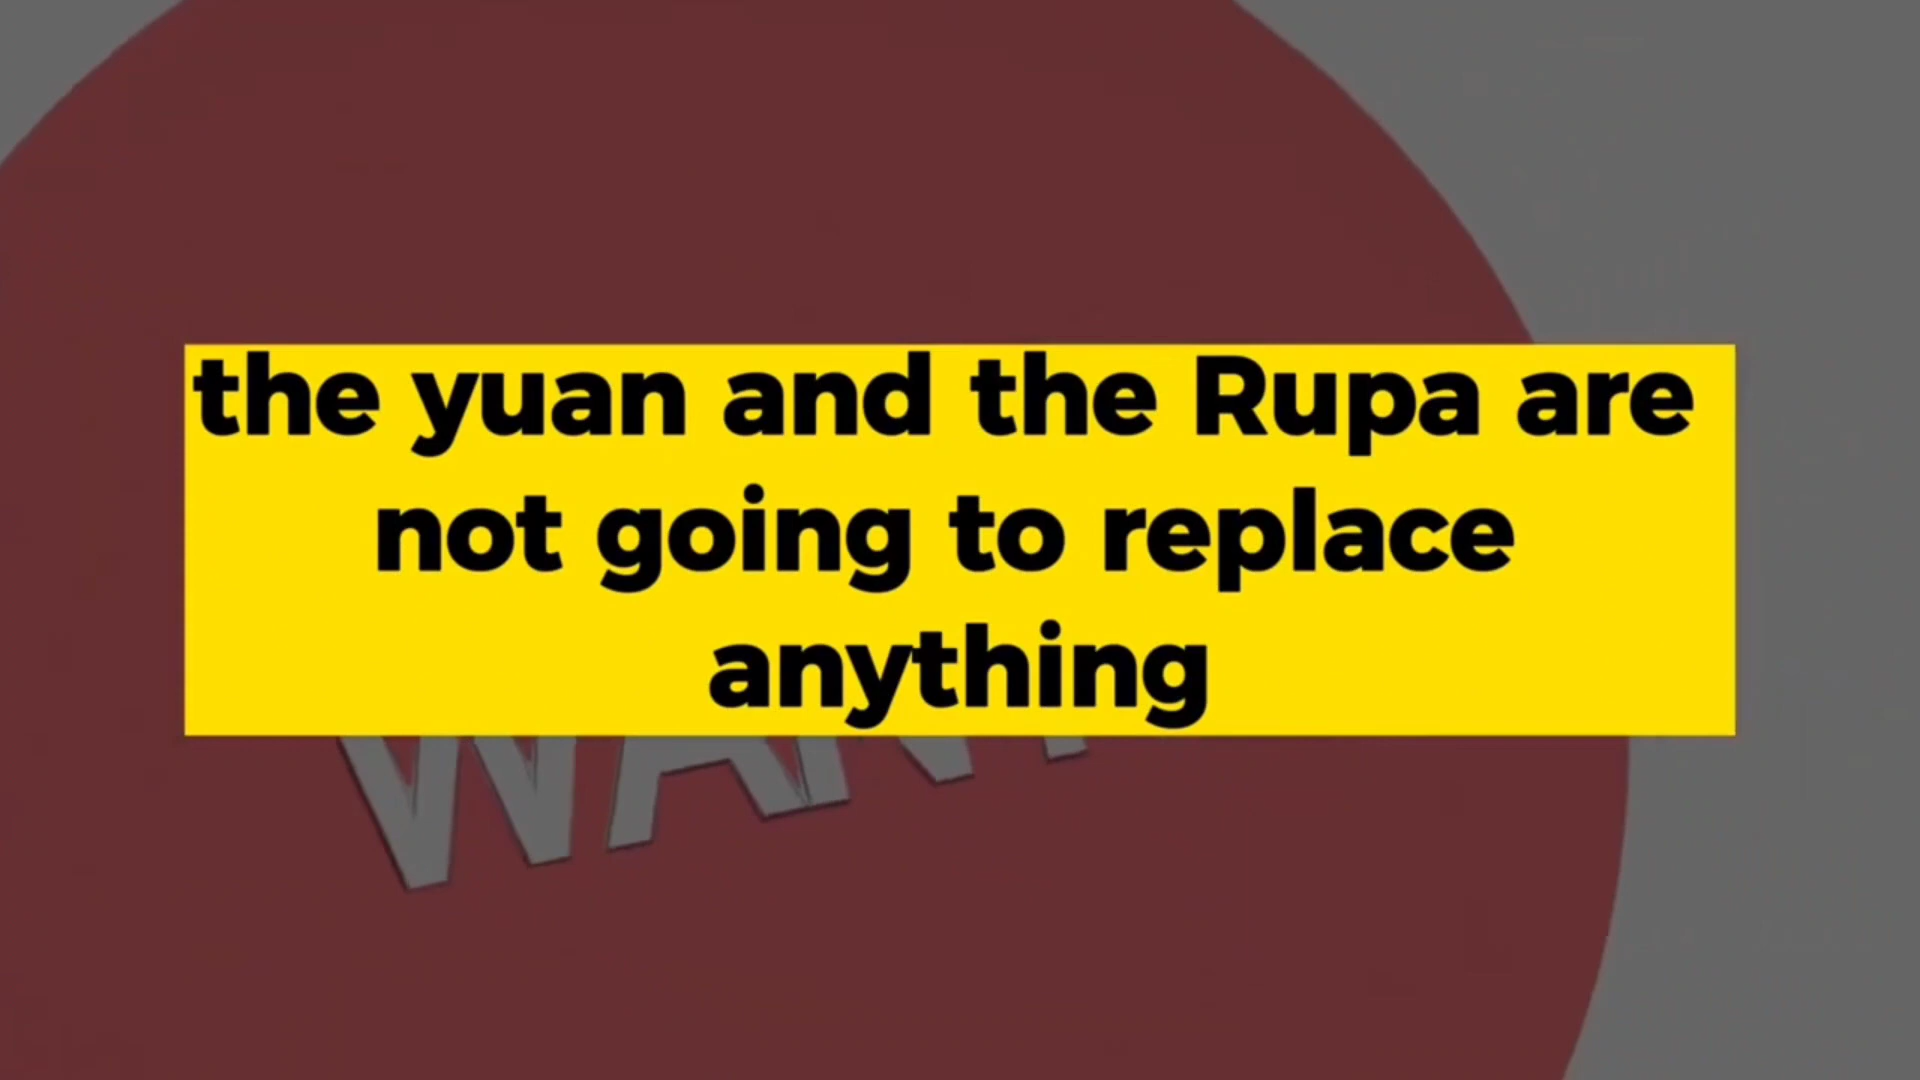 the yuan and the Rupa are
not going to replace
anything